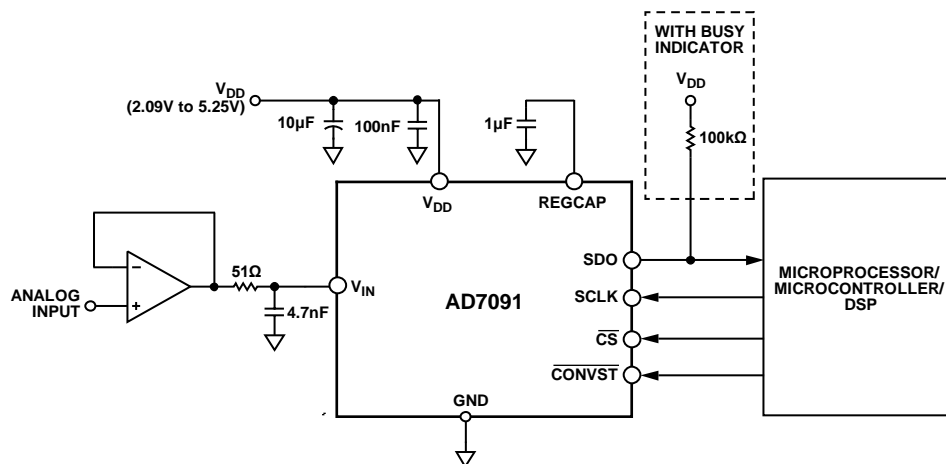 WITH BUSY
INDICATOR
VDD
(2.09V to 5.25V)
VDD
10µF
100nF
1µF
100kΩ
VDD
REGCAP
51Ω
SDO
VIN
ANALOG
INPUT
4.7nF
AD7091
SCLK
MICROPROCESSOR/
MICROCONTROLLER/
DSP
CS
CONVST
GND
−
+